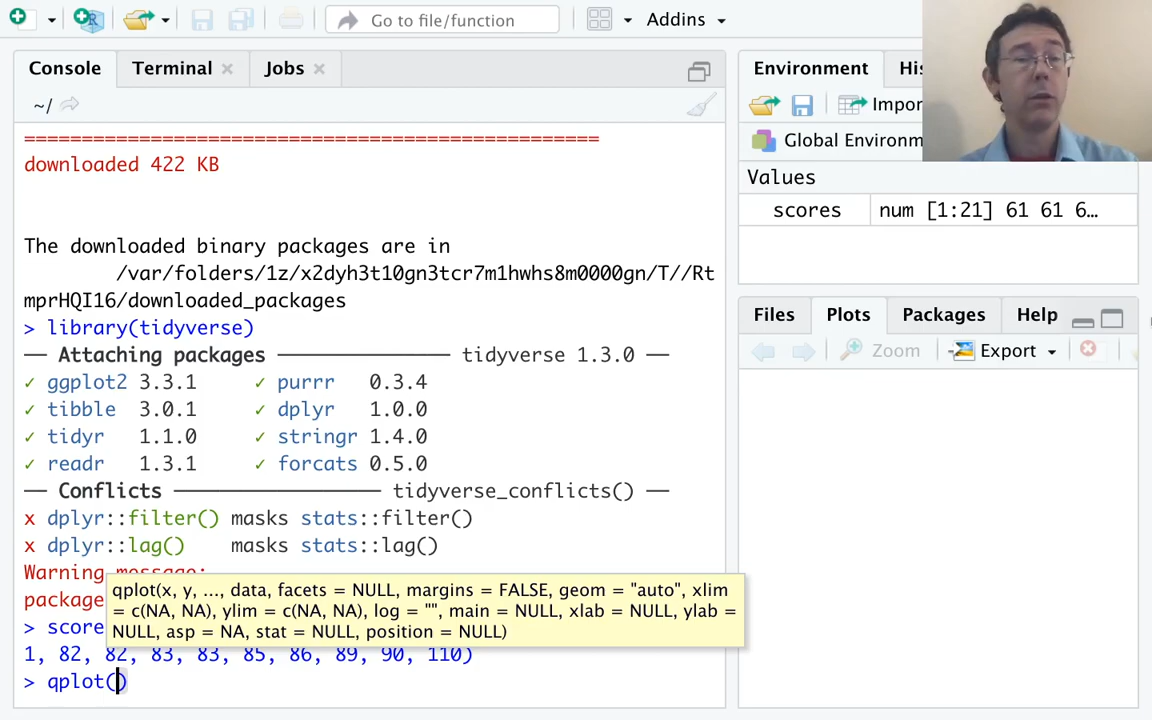 Go to file/function
Addins
Console
Terminal
Jobs
~/
downloaded 422 KB
The downloaded binary packages are in
/var/folders/1z/x2dyh3t10gn3tcr7m1hwhs8m0000gn/T//Rt
mprHQI16/downloaded_packages
> library(tidyverse)
── Attaching packages ─────────────── tidyverse 1.3.0 ──
✓ ggplot2 3.3.1 ✓ purrr 0.3.4
✓ tibble 3.0.1 ✓ dplyr 1.0.0
✓ tidyr 1.1.0 ✓ stringr 1.4.0
✓ readr 1.3.1 ✓ forcats 0.5.0
── Conflicts ────────────────── tidyverse_conflicts() ──
x dplyr::filter() masks stats::filter()
x dplyr::lag() masks stats::lag()
Warning message:
package
qplot(x, y, ..., data, facets = NULL, margins = FALSE, geom = "auto", xlim
= c(NA, NA), ylim = c(NA, NA), log = "", main = NULL, xlab = NULL, ylab =
NULL, asp = NA, stat = NULL, position = NULL)
> score
1, 82, 82, 83, 83, 85, 86, 89, 90, 110)
> qplot()
Environment
His
Impor
Global Environm
Values
scores
num [1:21] 61 61 6…
Files
Plots
Packages
Help
Zoom
Export